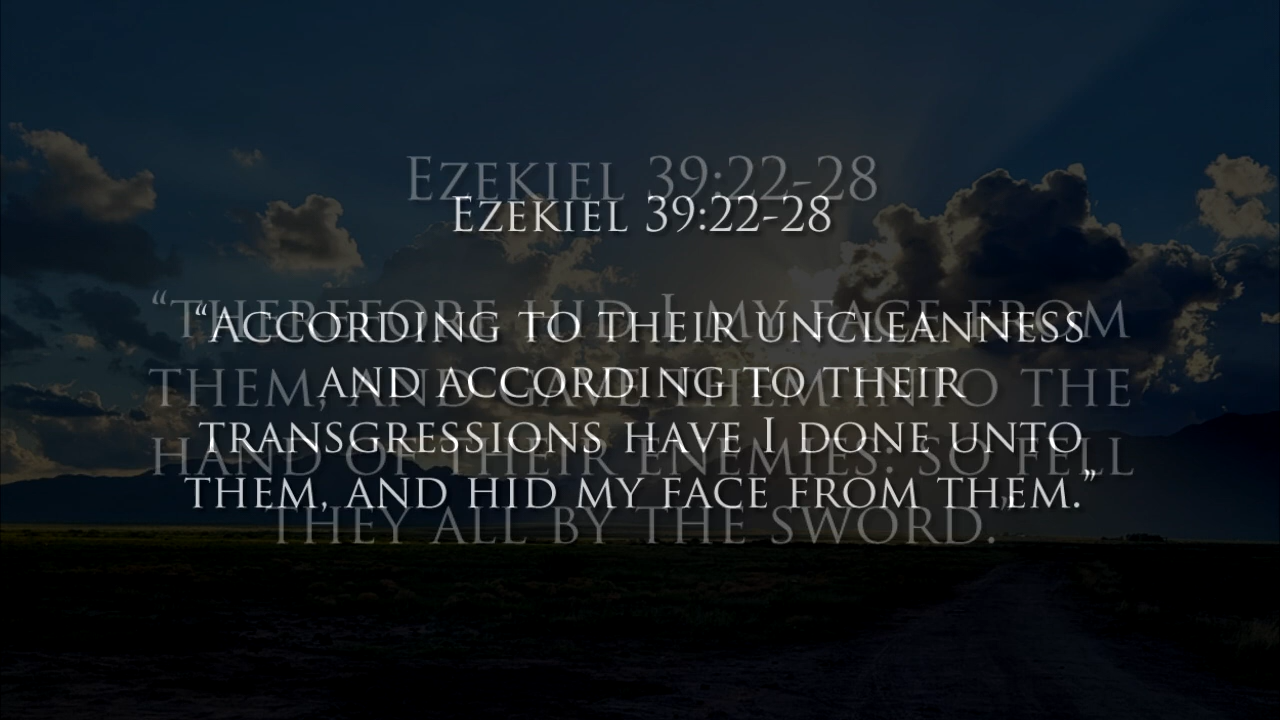 Ezekiel 39:22-28
Ezekiel 39:22-28
“therefore hid I my face from
them, and gave them into the
hand of their enemies: so fell
they all by the sword.”
“According to their uncleanness
and according to their
transgressions have I done unto
them, and hid my face from them.”